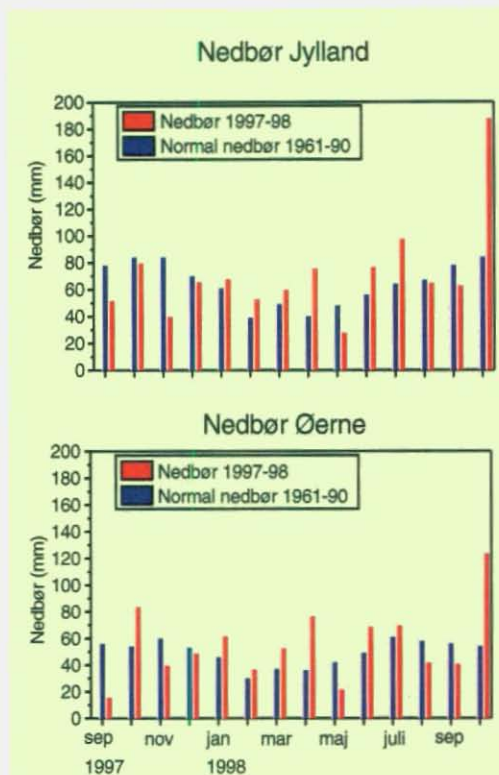 Nedbør Jylland
200
180
160
140
120
100
80
60
40
20
0
Nedbør (mm)
Nedbør 1997-98
Normal nedbør 1961-90
Nedbør Øerne
200
180
160
140
120
100
80
60
40
20
0
Nedbør (mm)
Nedbør 1997-98
Normal nedbør 1961-90
sep nov jan mar maj juli sep
1997 1998